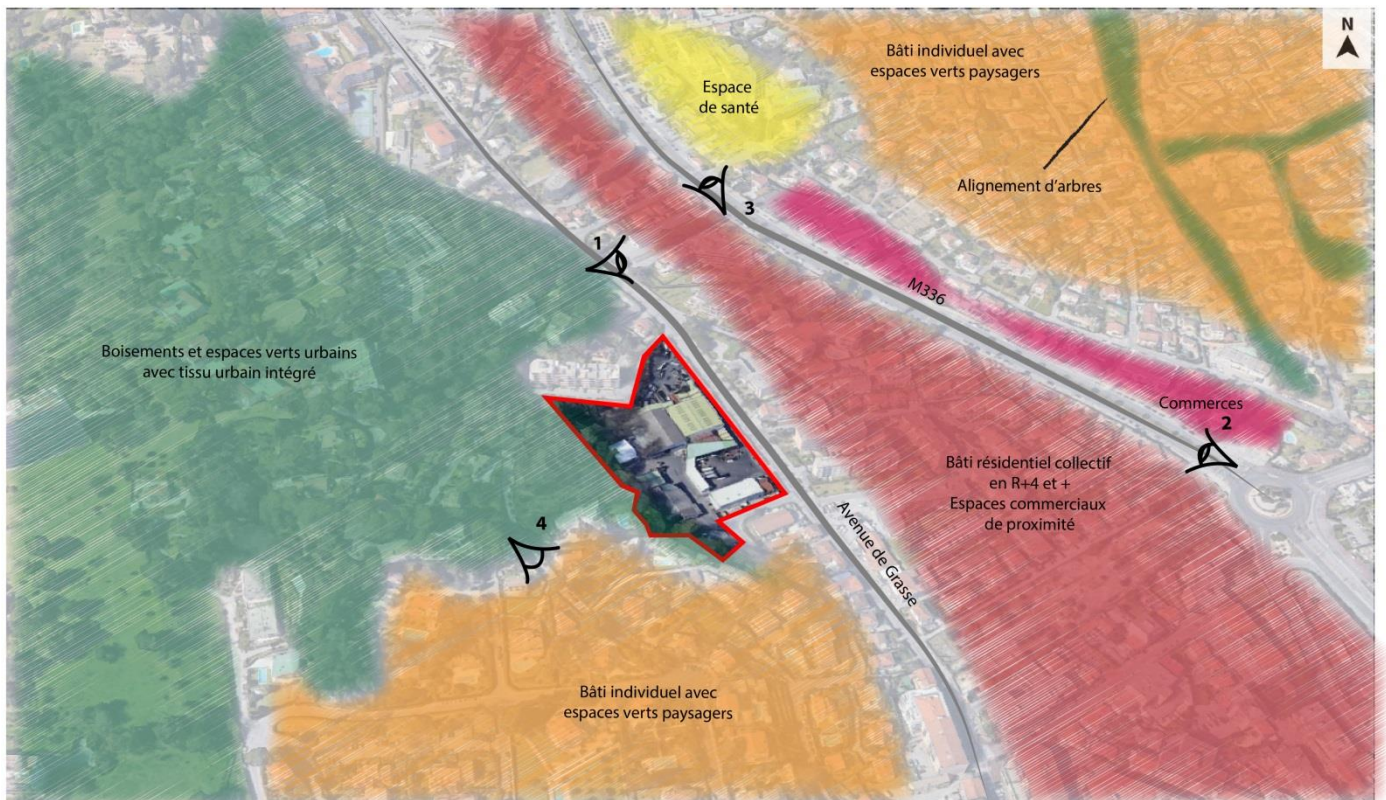 N
Bâti individuel avec
espaces verts paysagers
Espace
de santé
Alignement d'arbres
3
1
M336
Boisements et espaces verts urbains
avec tissu urbain intégré
Commerces
2
Bâti résidentiel collectif
en R+4 et +
Espaces commerciaux
de proximité
4
Avenue de Grasse
Bâti individuel avec
espaces verts paysagers